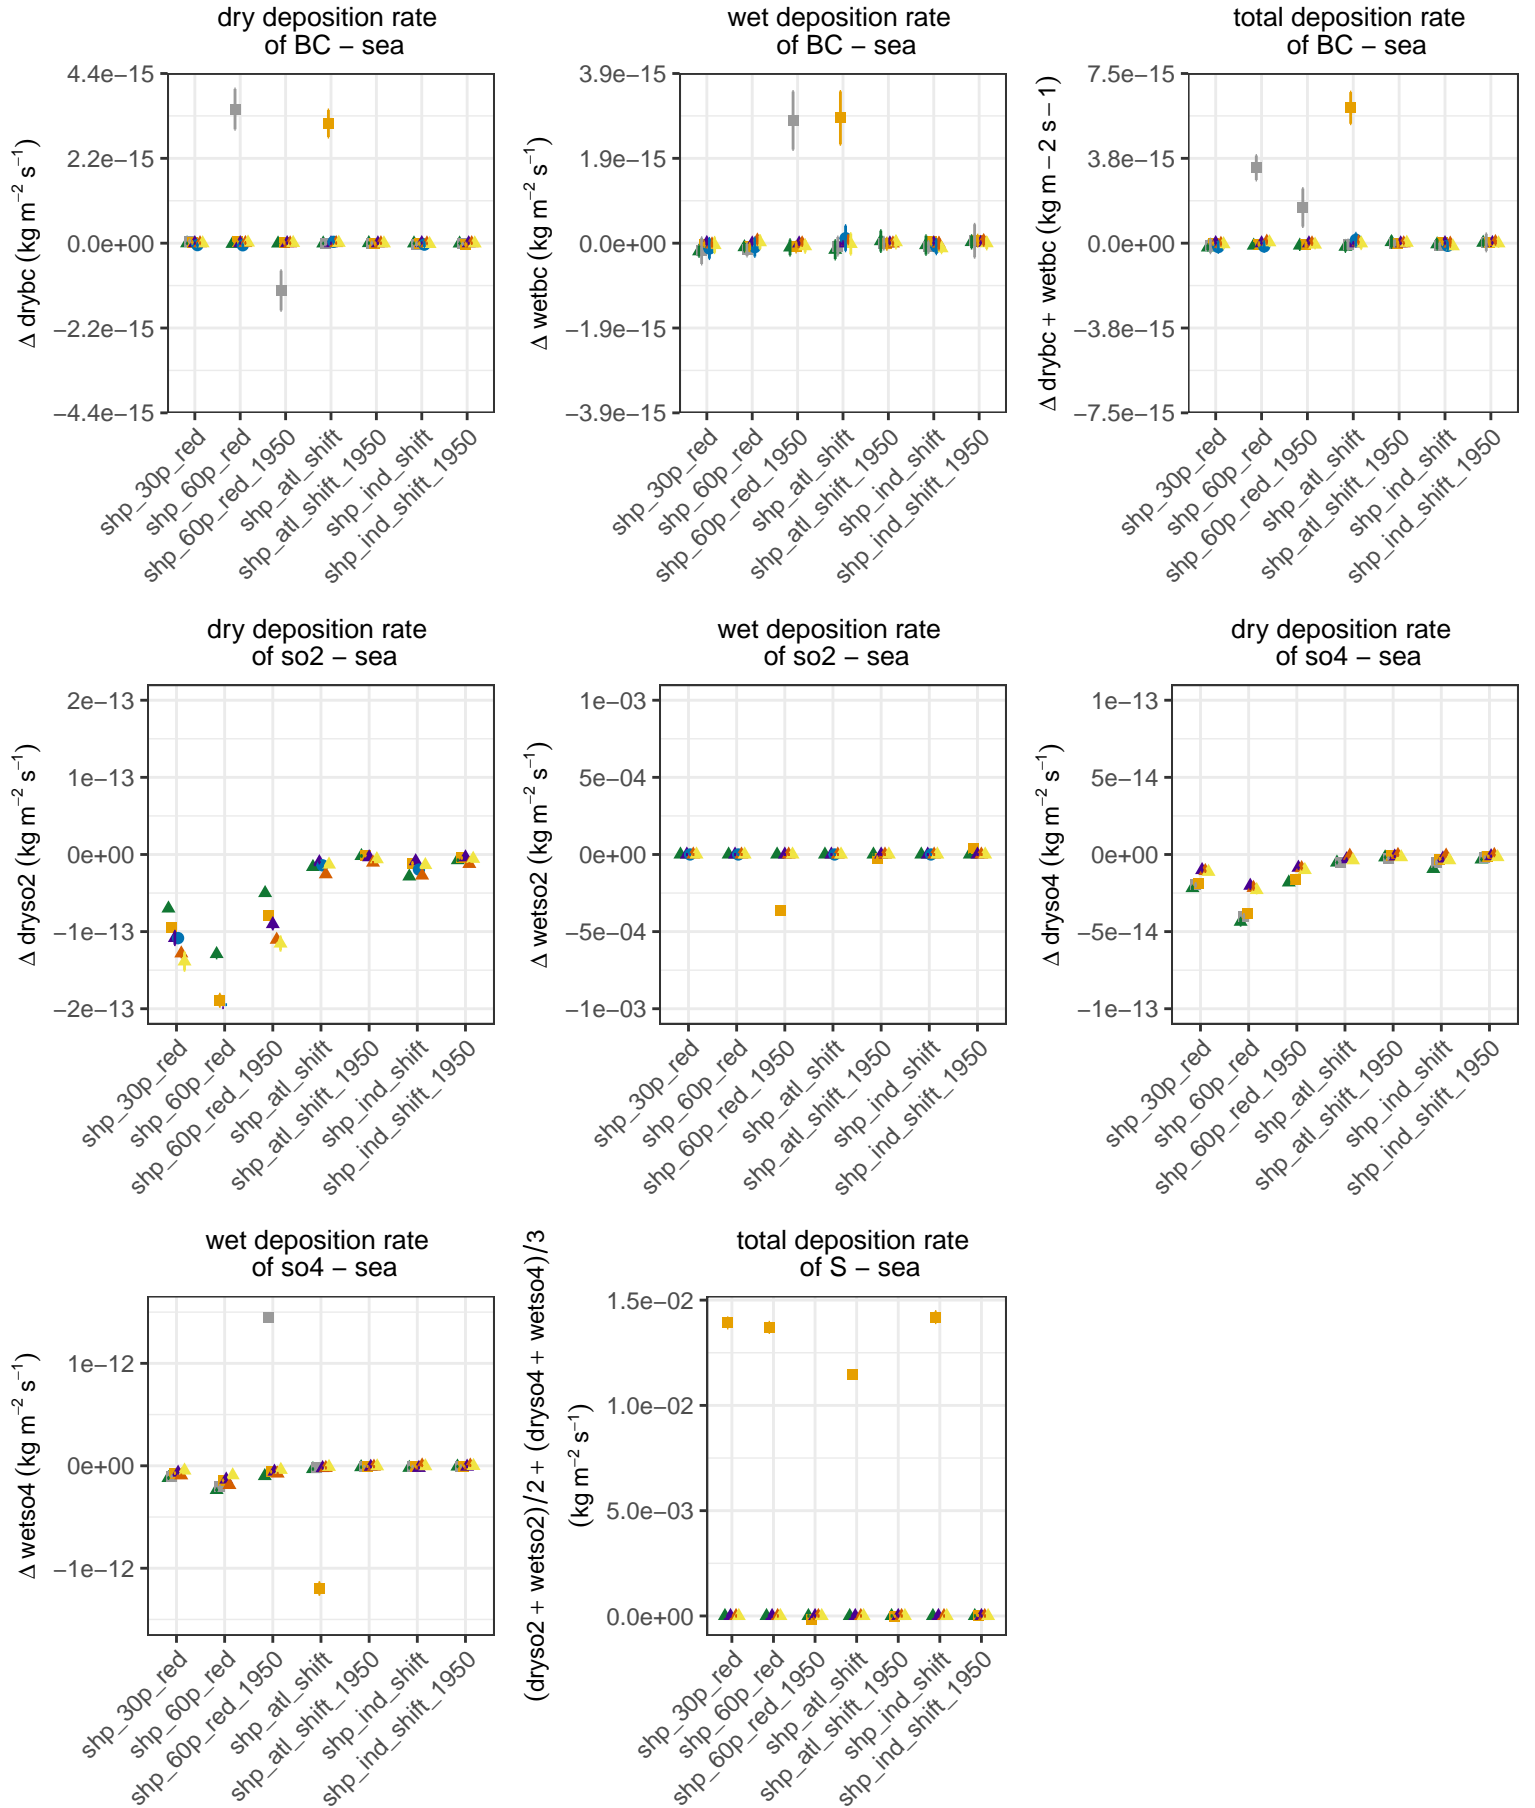 dry deposition rate
of BC − sea
Δ drybc (kg m−2 s−1)
4.4e−15
2.2e−15
0.0e+00
−2.2e−15
−4.4e−15
shp_30p_red
shp_60p_red
shp_60p_red_1950
shp_atl_shift
shp_atl_shift_1950
shp_ind_shift
shp_ind_shift_1950
wet deposition rate
of BC − sea
Δ wetbc (kg m−2 s−1)
3.9e−15
1.9e−15
0.0e+00
−1.9e−15
−3.9e−15
shp_30p_red
shp_60p_red
shp_60p_red_1950
shp_atl_shift
shp_atl_shift_1950
shp_ind_shift
shp_ind_shift_1950
total deposition rate
of BC − sea
Δ drybc + wetbc (kg m − 2 s − 1)
7.5e−15
3.8e−15
0.0e+00
−3.8e−15
−7.5e−15
shp_30p_red
shp_60p_red
shp_60p_red_1950
shp_atl_shift
shp_atl_shift_1950
shp_ind_shift
shp_ind_shift_1950
dry deposition rate
of so2 − sea
Δ dryso2 (kg m−2 s−1)
2e−13
1e−13
0e+00
−1e−13
−2e−13
shp_30p_red
shp_60p_red
shp_60p_red_1950
shp_atl_shift
shp_atl_shift_1950
shp_ind_shift
shp_ind_shift_1950
wet deposition rate
of so2 − sea
Δ wetso2 (kg m−2 s−1)
1e−03
5e−04
0e+00
−5e−04
−1e−03
shp_30p_red
shp_60p_red
shp_60p_red_1950
shp_atl_shift
shp_atl_shift_1950
shp_ind_shift
shp_ind_shift_1950
dry deposition rate
of so4 − sea
Δ dryso4 (kg m−2 s−1)
1e−13
5e−14
0e+00
−5e−14
−1e−13
shp_30p_red
shp_60p_red
shp_60p_red_1950
shp_atl_shift
shp_atl_shift_1950
shp_ind_shift
shp_ind_shift_1950
wet deposition rate
of so4 − sea
Δ wetso4 (kg m−2 s−1)
1e−12
0e+00
−1e−12
shp_30p_red
shp_60p_red
shp_60p_red_1950
shp_atl_shift
shp_atl_shift_1950
shp_ind_shift
shp_ind_shift_1950
total deposition rate
of S − sea
(dryso2 + wetso2)/2 + (dryso4 + wetso4)/3
(kg m−2 s−1)
1.5e−02
1.0e−02
5.0e−03
0.0e+00
shp_30p_red
shp_60p_red
shp_60p_red_1950
shp_atl_shift
shp_atl_shift_1950
shp_ind_shift
shp_ind_shift_1950